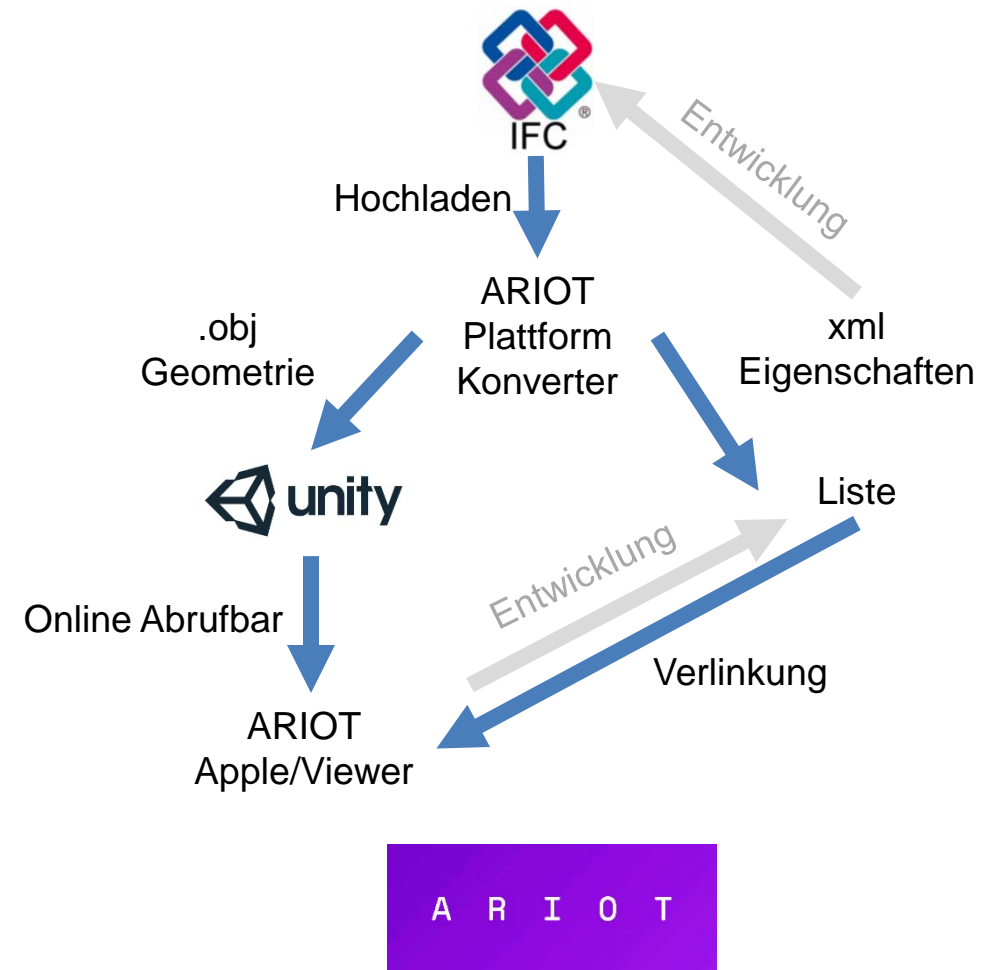 ®
IFC
Entwicklung
Hochladen
ARIOT
Plattform
Konverter
.obj
Geometrie
xml
Eigenschaften
unity
Liste
Entwicklung
Online Abrufbar
Verlinkung
ARIOT
Apple/Viewer
A R I O T